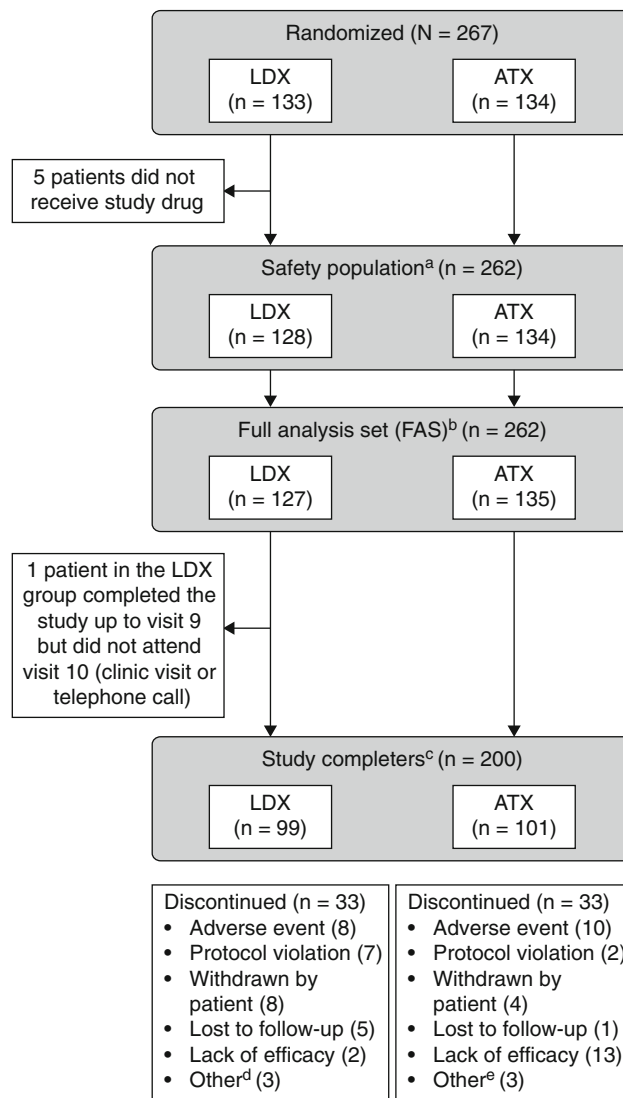 Randomized (N = 267)
LDX
(n = 133)
ATX
(n = 134)
5 patients did not
receive study drug
Safety populationᵃ (n = 262)
LDX
(n = 128)
ATX
(n = 134)
Full analysis set (FAS)ᵇ (n = 262)
LDX
(n = 127)
ATX
(n = 135)
1 patient in the LDX
group completed the
study up to visit 9
but did not attend
visit 10 (clinic visit or
telephone call)
Study completersᶜ (n = 200)
LDX
(n = 99)
ATX
(n = 101)
Discontinued (n = 33)
• Adverse event (8)
• Protocol violation (7)
• Withdrawn by
patient (8)
• Lost to follow-up (5)
• Lack of efficacy (2)
• Otherᵈ (3)
Discontinued (n = 33)
• Adverse event (10)
• Protocol violation (2)
• Withdrawn by
patient (4)
• Lost to follow-up (1)
• Lack of efficacy (13)
• Otherᵉ (3)